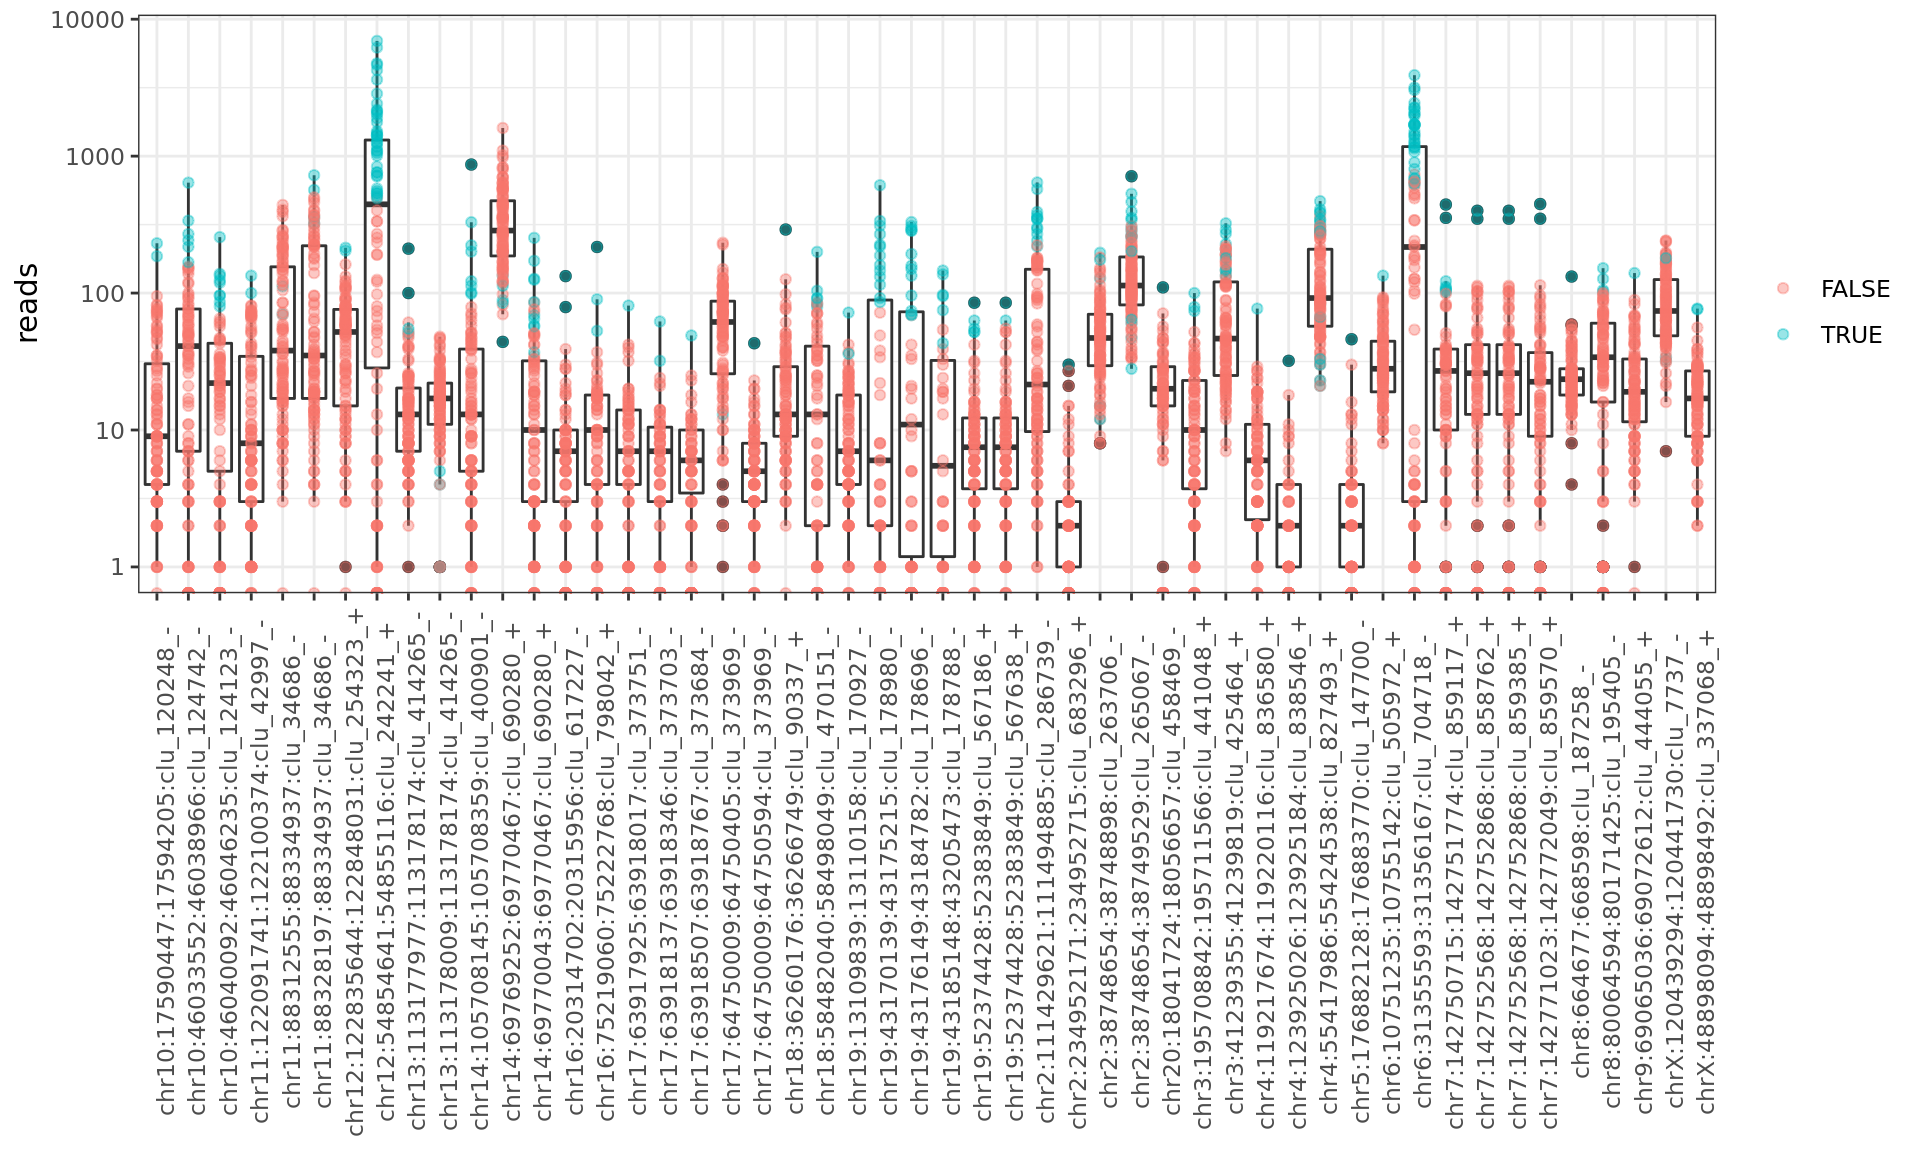 10000
1000
100
10
1
reads
FALSE
TRUE
chr10:17590447:17594205:clu_120248_-
chr10:46033552:46038966:clu_124742_-
chr10:46040092:46046235:clu_124123_-
chr11:122091741:122100374:clu_42997_-
chr11:88312555:88334937:clu_34686_-
chr11:88328197:88334937:clu_34686_-
chr12:122835644:122848031:clu_254323_+
chr12:54854641:54855116:clu_242241_+
chr13:113177977:113178174:clu_414265_-
chr13:113178009:113178174:clu_414265_-
chr14:105708145:105708359:clu_400901_-
chr14:69769252:69770467:clu_690280_+
chr14:69770043:69770467:clu_690280_+
chr16:20314702:20315956:clu_617227_-
chr16:75219060:75222768:clu_798042_+
chr17:63917925:63918017:clu_373751_-
chr17:63918137:63918346:clu_373703_-
chr17:63918507:63918767:clu_373684_-
chr17:64750009:64750405:clu_373969_-
chr17:64750009:64750594:clu_373969_-
chr18:36260176:36266749:clu_90337_+
chr18:58482040:58498049:clu_470151_-
chr19:13109839:13110158:clu_170927_-
chr19:43170139:43175215:clu_178980_-
chr19:43176149:43184782:clu_178696_-
chr19:43185148:43205473:clu_178788_-
chr19:52374428:52383849:clu_567186_+
chr19:52374428:52383849:clu_567638_+
chr2:111429621:111494885:clu_286739_-
chr2:234952171:234952715:clu_683296_+
chr2:38748654:38748898:clu_263706_-
chr2:38748654:38749529:clu_265067_-
chr20:18041724:18056657:clu_458469_-
chr3:195708842:195711566:clu_441048_+
chr3:41239355:41239819:clu_425464_+
chr4:119217674:119220116:clu_836580_+
chr4:123925026:123925184:clu_838546_+
chr4:55417986:55424538:clu_827493_+
chr5:176882128:176883770:clu_147700_-
chr6:10751235:10755142:clu_505972_+
chr6:31355593:31356167:clu_704718_-
chr7:142750715:142751774:clu_859117_+
chr7:142752568:142752868:clu_858762_+
chr7:142752568:142752868:clu_859385_+
chr7:142771023:142772049:clu_859570_+
chr8:664677:668598:clu_187258_-
chr8:80064594:80171425:clu_195405_-
chr9:69065036:69072612:clu_444055_+
chrX:120439294:120441730:clu_7737_-
chrX:48898094:48898492:clu_337068_+